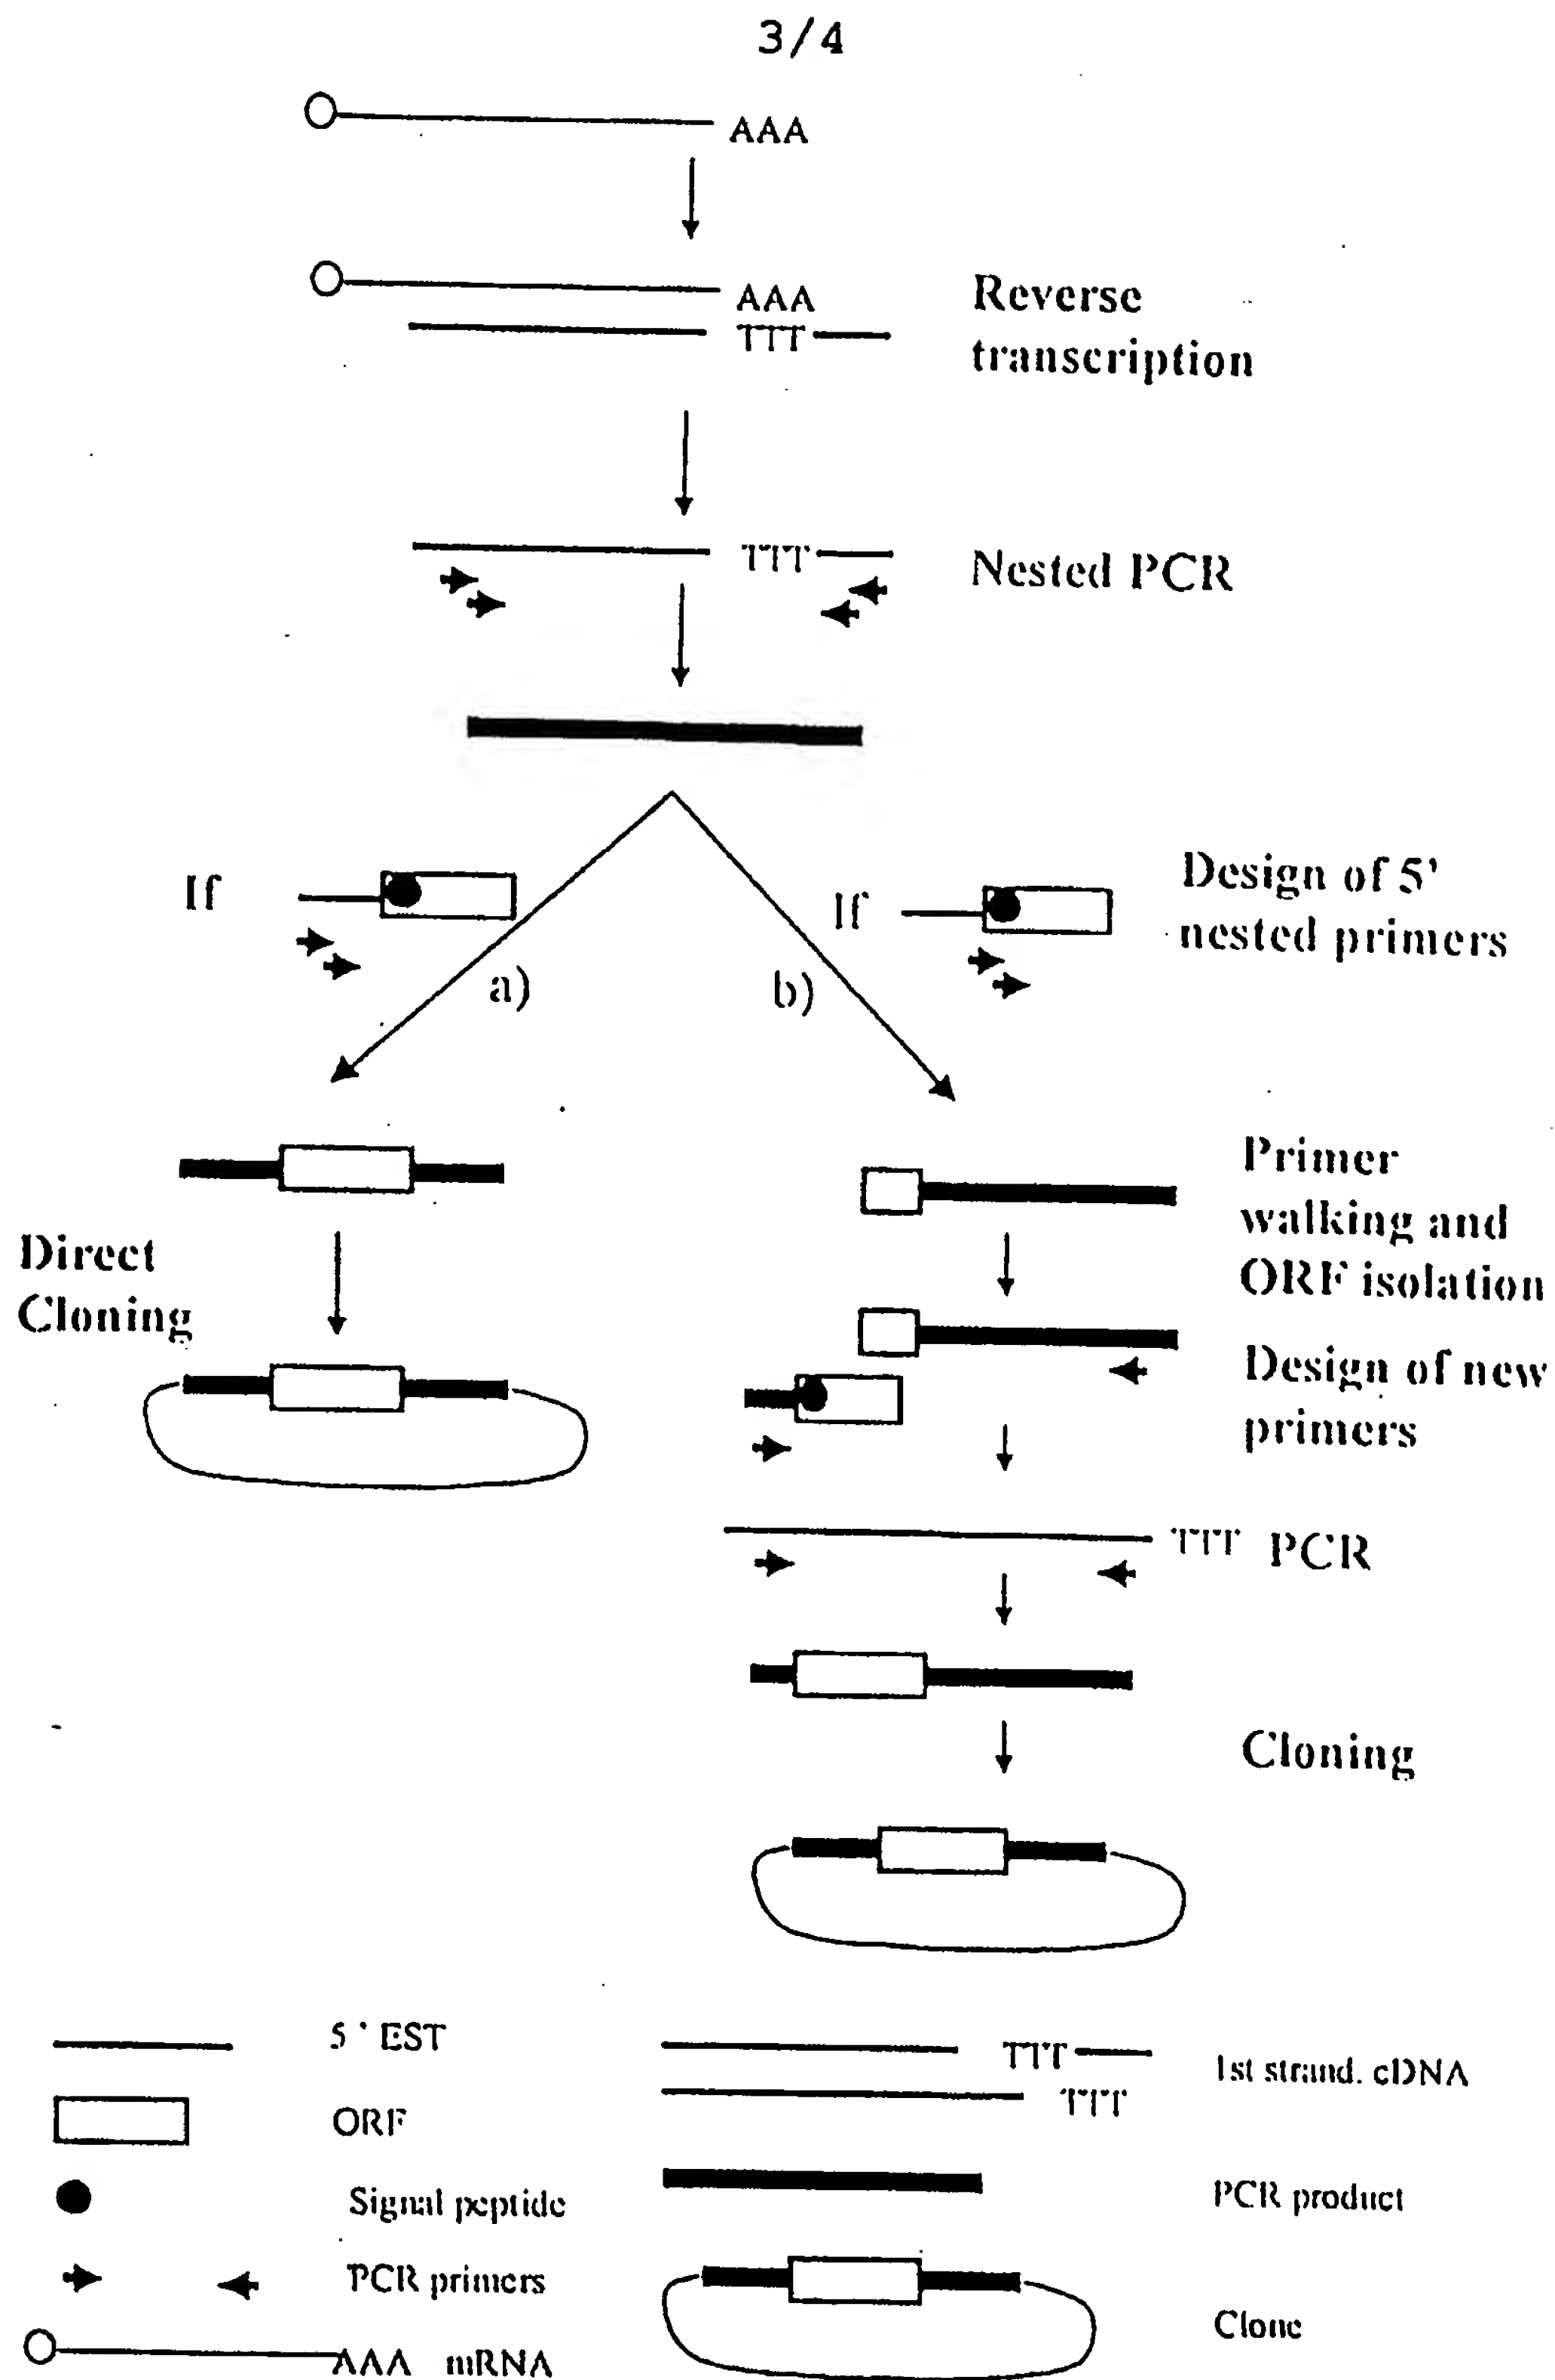 3/4
AAA
AAA
TTT
Reverse
transcription
TTT
Nested PCR
If
If
Design of 5'
nested primers
a)
b)
Direct
Cloning
Primer
walking and
ORF isolation
Design of new
primers
TTT PCR
Cloning
5' EST
TTT
1st strand. cDNA
TTT
ORF
Signal peptide
PCR product
PCR primers
Clone
AAA mRNA